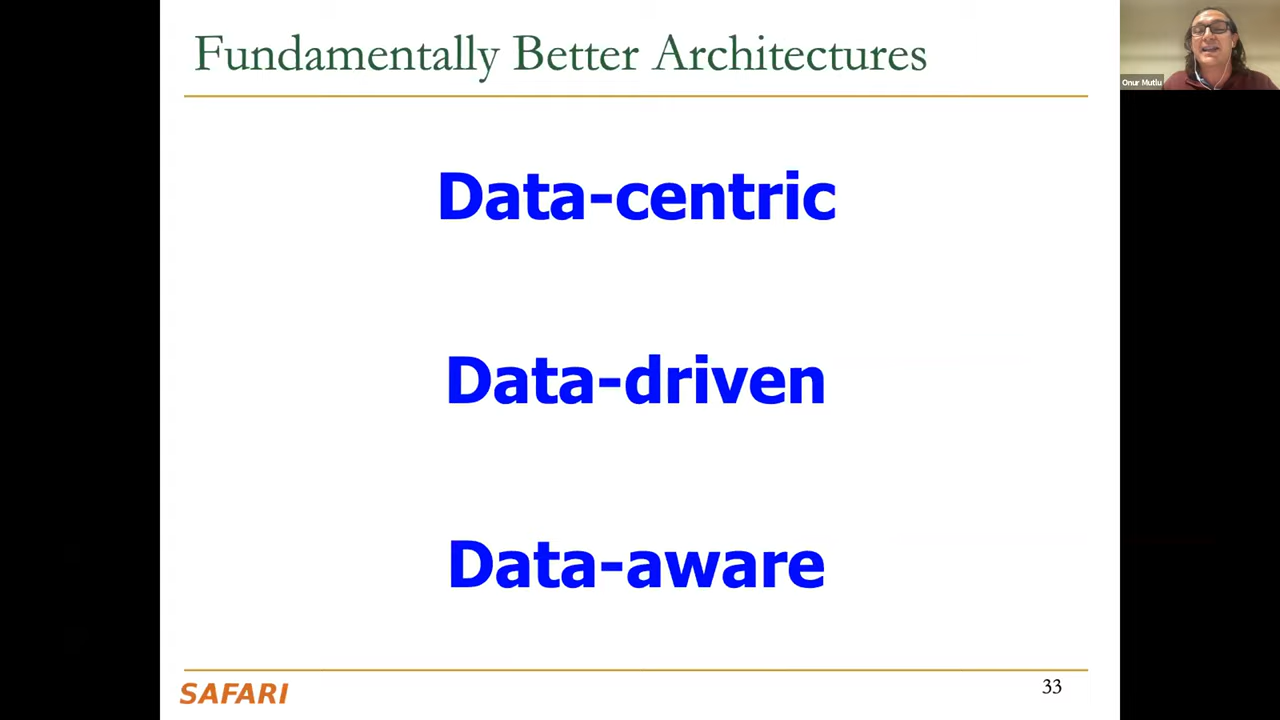 Fundamentally Better Architectures
Onur Mutlu
Data-centric
Data-driven
Data-aware
SAFARI
33